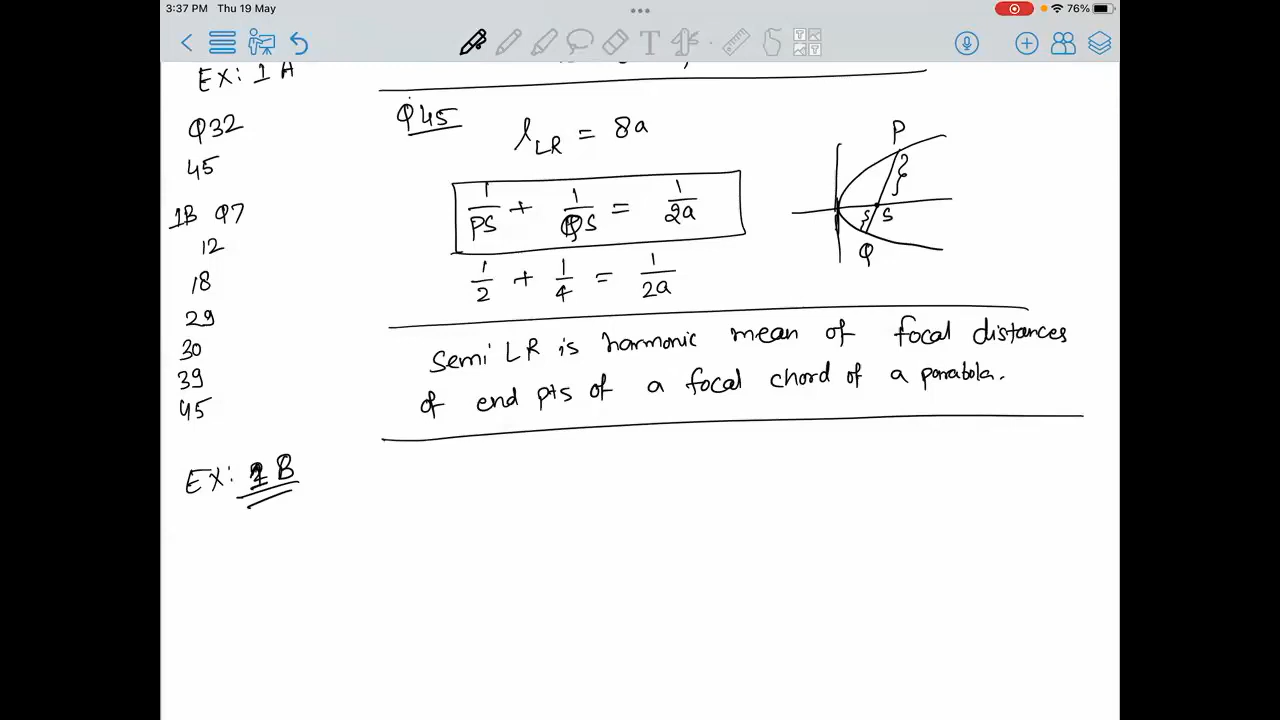 3:37 PM Thu 19 May
76%
EX: 1 A
Q32
45
1B Q7
12
18
29
30
39
45
EX: 1 B
Q45
l_LR = 8a
1/PS + 1/QS = 1/2a
1/2 + 1/4 = 1/2a
P
S
Q
Semi LR is harmonic mean of focal distances
of end pts of a focal chord of a parabola.